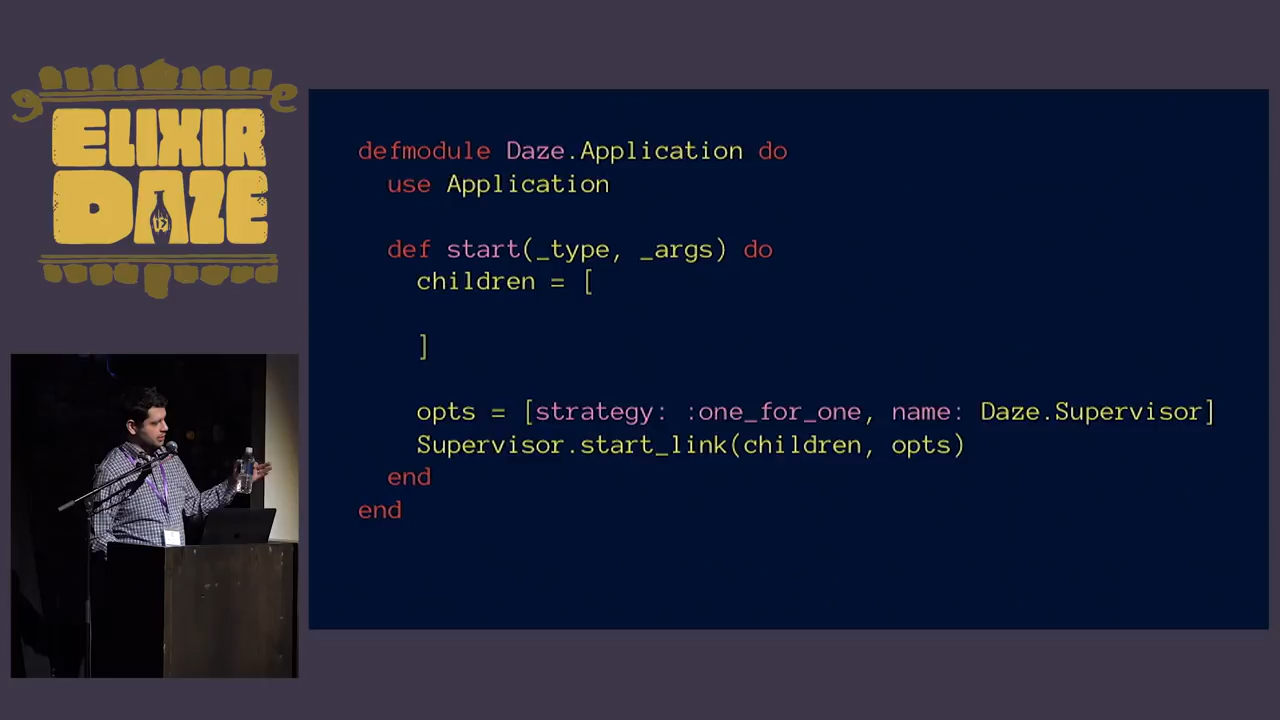 ELIXIR
DAZE
defmodule Daze.Application do
  use Application

  def start(_type, _args) do
    children = [

    ]

    opts = [strategy: :one_for_one, name: Daze.Supervisor]
    Supervisor.start_link(children, opts)
  end
end